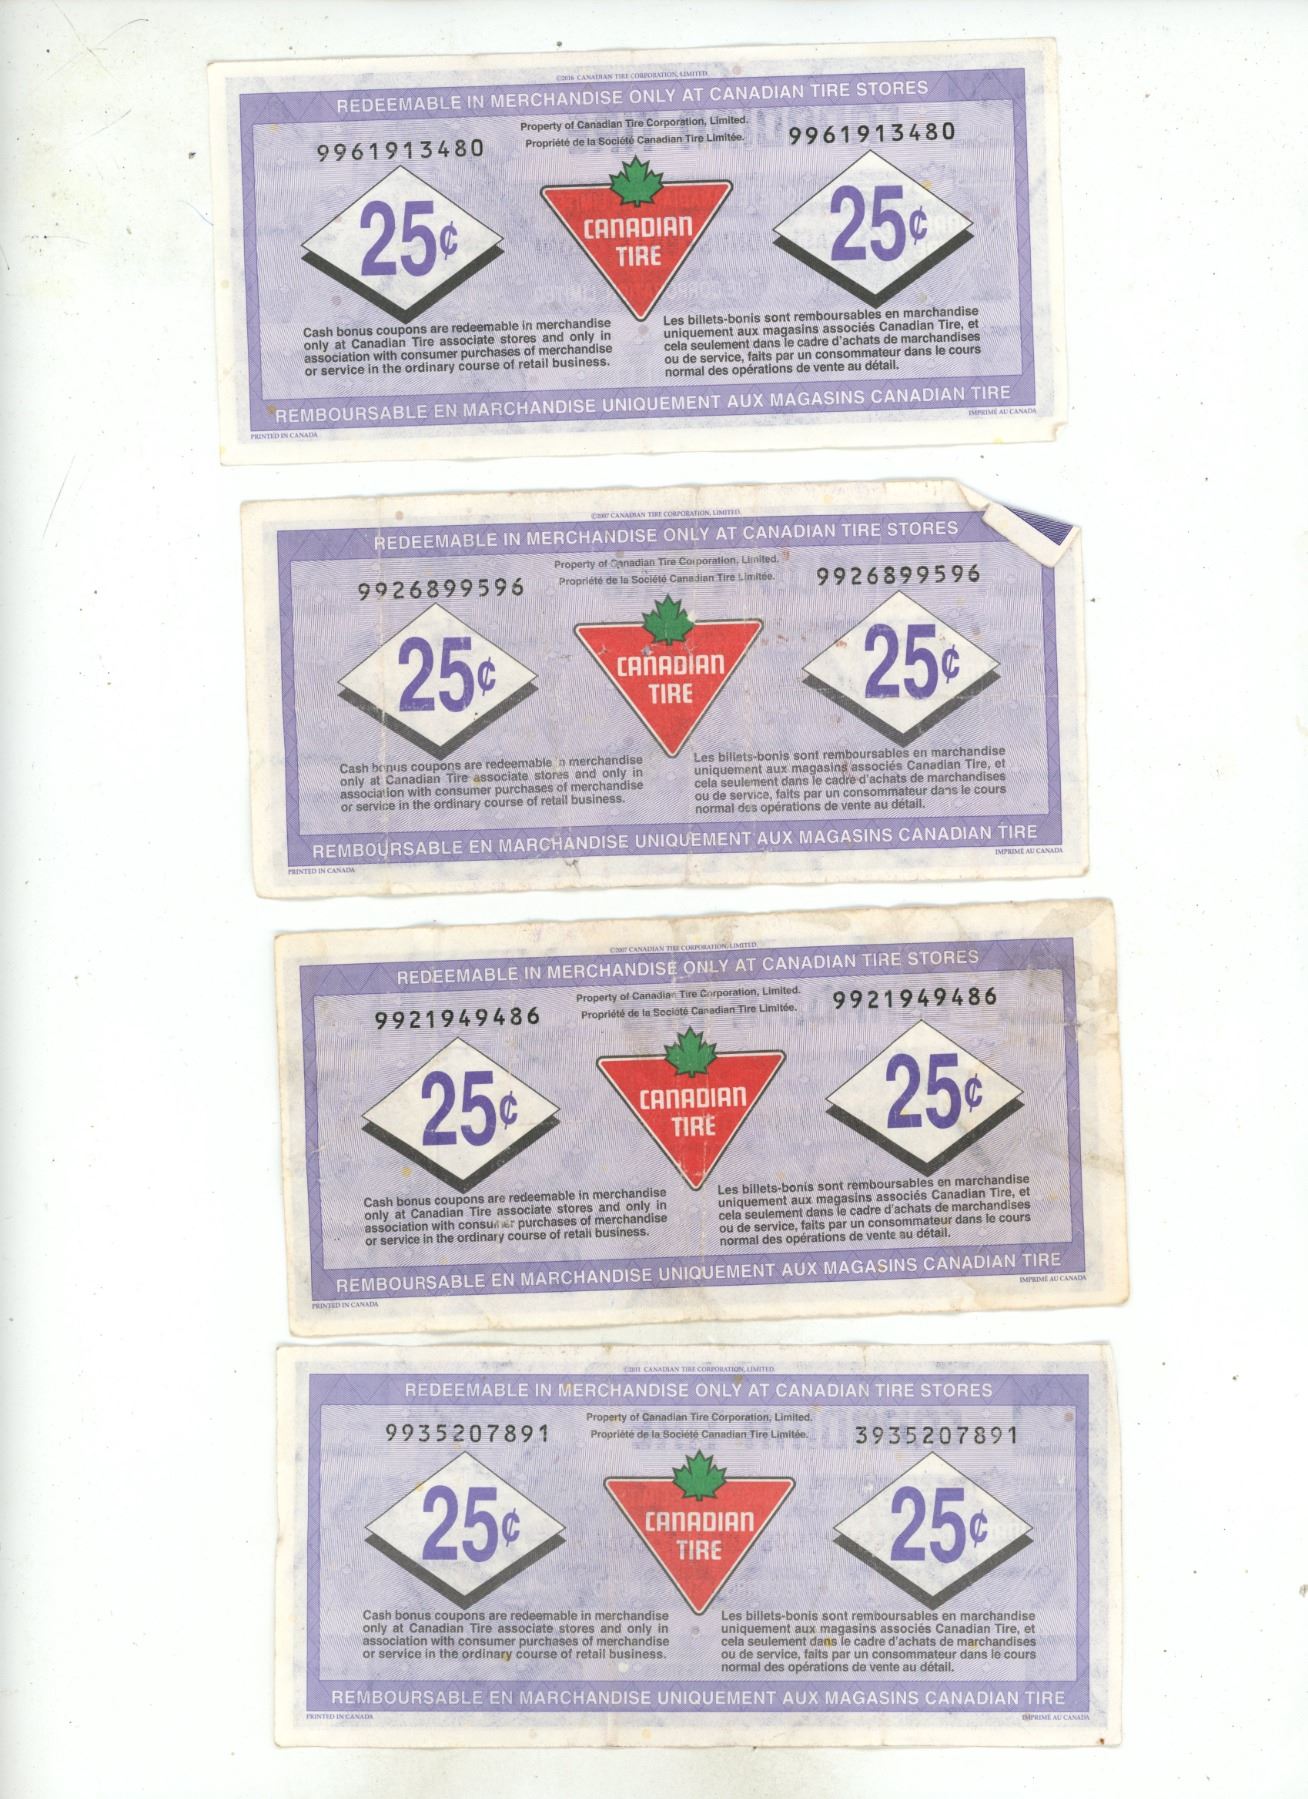 ©2016 CANADIAN TIRE CORPORATION, LIMITED.
REDEEMABLE IN MERCHANDISE ONLY AT CANADIAN TIRE STORES
Property of Canadian Tire Corporation, Limited.
Propriété de la Société Canadian Tire Limitée.
9961913480
9961913480
25¢
CANADIAN
TIRE
25¢
Cash bonus coupons are redeemable in merchandise
only at Canadian Tire associate stores and only in
association with consumer purchases of merchandise
or service in the ordinary course of retail business.
Les billets-bonis sont remboursables en marchandise
uniquement aux magasins associés Canadian Tire, et
cela seulement dans le cadre d'achats de marchandises
ou de service, faits par un consommateur dans le cours
normal des opérations de vente au détail.
REMBOURSABLE EN MARCHANDISE UNIQUEMENT AUX MAGASINS CANADIAN TIRE
PRINTED IN CANADA
IMPRIMÉ AU CANADA
©2007 CANADIAN TIRE CORPORATION, LIMITED.
REDEEMABLE IN MERCHANDISE ONLY AT CANADIAN TIRE STORES
Property of Canadian Tire Corporation, Limited.
Propriété de la Société Canadian Tire Limitée.
9926899596
9926899596
25¢
CANADIAN
TIRE
25¢
Cash bonus coupons are redeemable in merchandise
only at Canadian Tire associate stores and only in
association with consumer purchases of merchandise
or service in the ordinary course of retail business.
Les billets-bonis sont remboursables en marchandise
uniquement aux magasins associés Canadian Tire, et
cela seulement dans le cadre d'achats de marchandises
ou de service, faits par un consommateur dans le cours
normal des opérations de vente au détail.
REMBOURSABLE EN MARCHANDISE UNIQUEMENT AUX MAGASINS CANADIAN TIRE
PRINTED IN CANADA
IMPRIMÉ AU CANADA
©2007 CANADIAN TIRE CORPORATION, LIMITED.
REDEEMABLE IN MERCHANDISE ONLY AT CANADIAN TIRE STORES
Property of Canadian Tire Corporation, Limited.
Propriété de la Société Canadian Tire Limitée.
9921949486
9921949486
25¢
CANADIAN
TIRE
25¢
Cash bonus coupons are redeemable in merchandise
only at Canadian Tire associate stores and only in
association with consumer purchases of merchandise
or service in the ordinary course of retail business.
Les billets-bonis sont remboursables en marchandise
uniquement aux magasins associés Canadian Tire, et
cela seulement dans le cadre d'achats de marchandises
ou de service, faits par un consommateur dans le cours
normal des opérations de vente au détail.
REMBOURSABLE EN MARCHANDISE UNIQUEMENT AUX MAGASINS CANADIAN TIRE
PRINTED IN CANADA
IMPRIMÉ AU CANADA
©2011 CANADIAN TIRE CORPORATION, LIMITED.
REDEEMABLE IN MERCHANDISE ONLY AT CANADIAN TIRE STORES
Property of Canadian Tire Corporation, Limited.
Propriété de la Société Canadian Tire Limitée.
9935207891
3935207891
25¢
CANADIAN
TIRE
25¢
Cash bonus coupons are redeemable in merchandise
only at Canadian Tire associate stores and only in
association with consumer purchases of merchandise
or service in the ordinary course of retail business.
Les billets-bonis sont remboursables en marchandise
uniquement aux magasins associés Canadian Tire, et
cela seulement dans le cadre d'achats de marchandises
ou de service, faits par un consommateur dans le cours
normal des opérations de vente au détail.
REMBOURSABLE EN MARCHANDISE UNIQUEMENT AUX MAGASINS CANADIAN TIRE
PRINTED IN CANADA
IMPRIMÉ AU CANADA